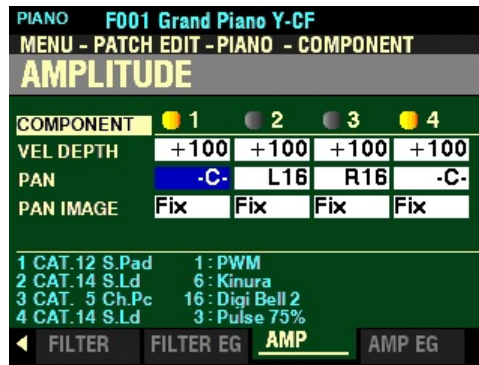 PIANO F001 Grand Piano Y-CF
MENU - PATCH EDIT - PIANO - COMPONENT
AMPLITUDE
COMPONENT 1 2 3 4
VEL DEPTH +100 +100 +100 +100
PAN -C- L16 R16 -C-
PAN IMAGE Fix Fix Fix Fix
1 CAT.12 S.Pad 1:PWM
2 CAT.14 S.Ld 6:Kinura
3 CAT. 5 Ch.Pc 16:Digi Bell 2
4 CAT.14 S.Ld 3:Pulse 75%
FILTER FILTER EG AMP AMP EG